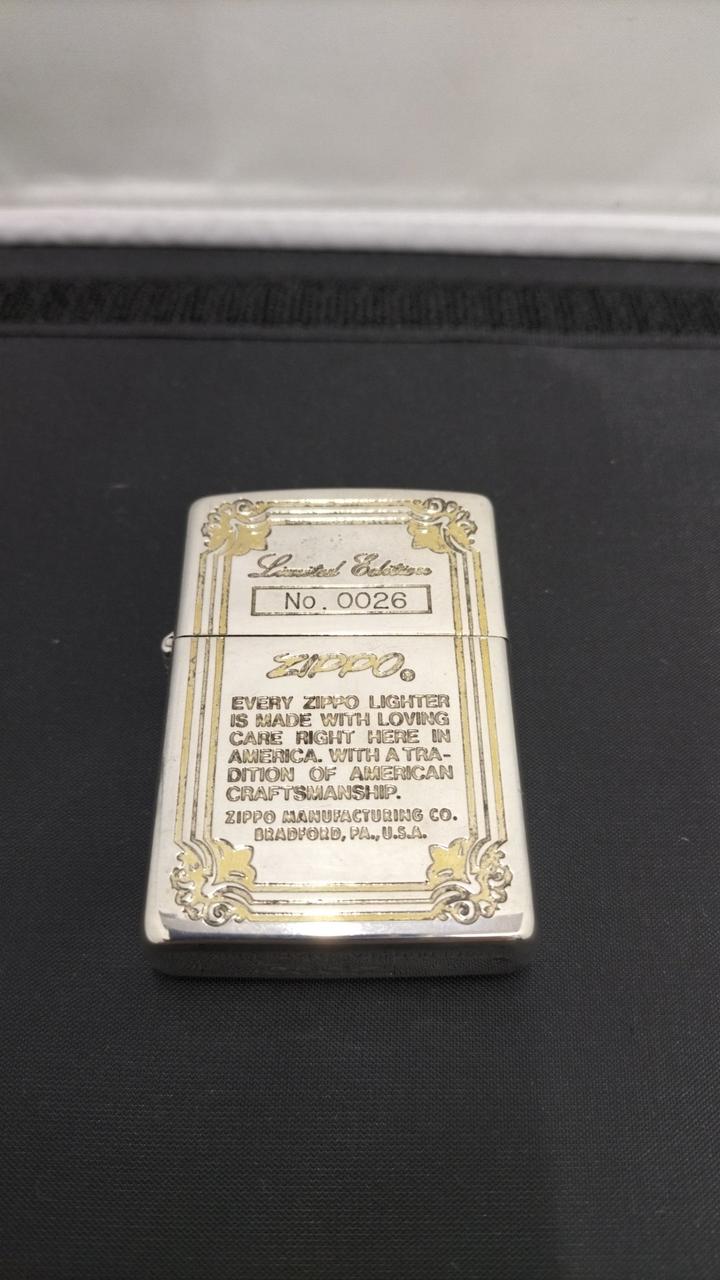 Limited Edition
No. 0026
ZIPPO®
EVERY ZIPPO LIGHTER
IS MADE WITH LOVING
CARE RIGHT HERE IN
AMERICA. WITH A TRA-
DITION OF AMERICAN
CRAFTSMANSHIP.
ZIPPO MANUFACTURING CO.
BRADFORD, PA., U.S.A.